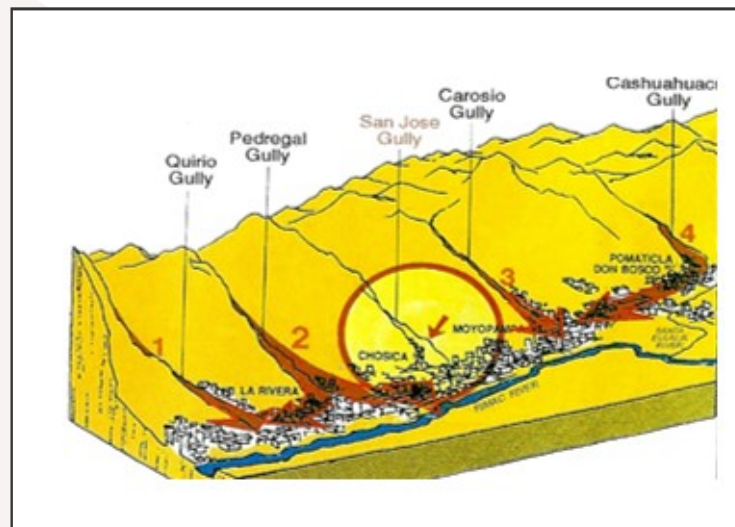 Cashuahuac
Gully
Carosio
Gully
San Jose
Gully
Pedregal
Gully
Quirio
Gully
4
POMATICLA
DON BOSCO
3
MOYOPAMPA
SANTA
EULALIA
RIVER
2
CHOSICA
1
LA RIVERA
RIMAC RIVER